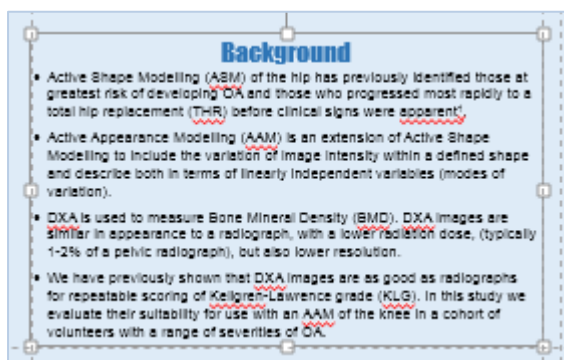 Background
• Active Shape Modelling (ASM) of the hip has previously identified those at
greatest risk of developing OA and those who progressed most rapidly to a
total hip replacement (THR) before clinical signs were apparent¹.
• Active Appearance Modelling (AAM) is an extension of Active Shape
Modelling to include the variation of image intensity within a defined shape
and describe both in terms of linearly independent variables (modes of
variation).
• DXA is used to measure Bone Mineral Density (BMD). DXA images are
similar in appearance to a radiograph, with a lower radiation dose, (typically
1-2% of a pelvic radiograph), but also lower resolution.
• We have previously shown that DXA images are as good as radiographs
for repeatable scoring of Kellgren-Lawrence grade (KLG). In this study we
evaluate their suitability for use with an AAM of the knee in a cohort of
volunteers with a range of severities of OA.